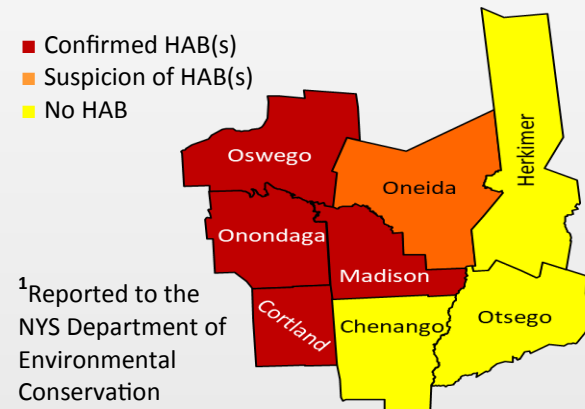 Confirmed HAB(s)
Suspicion of HAB(s)
No HAB
Oswego
Oneida
Herkimer
Onondaga
Madison
Cortland
Chenango
Otsego
¹Reported to the
NYS Department of
Environmental
Conservation